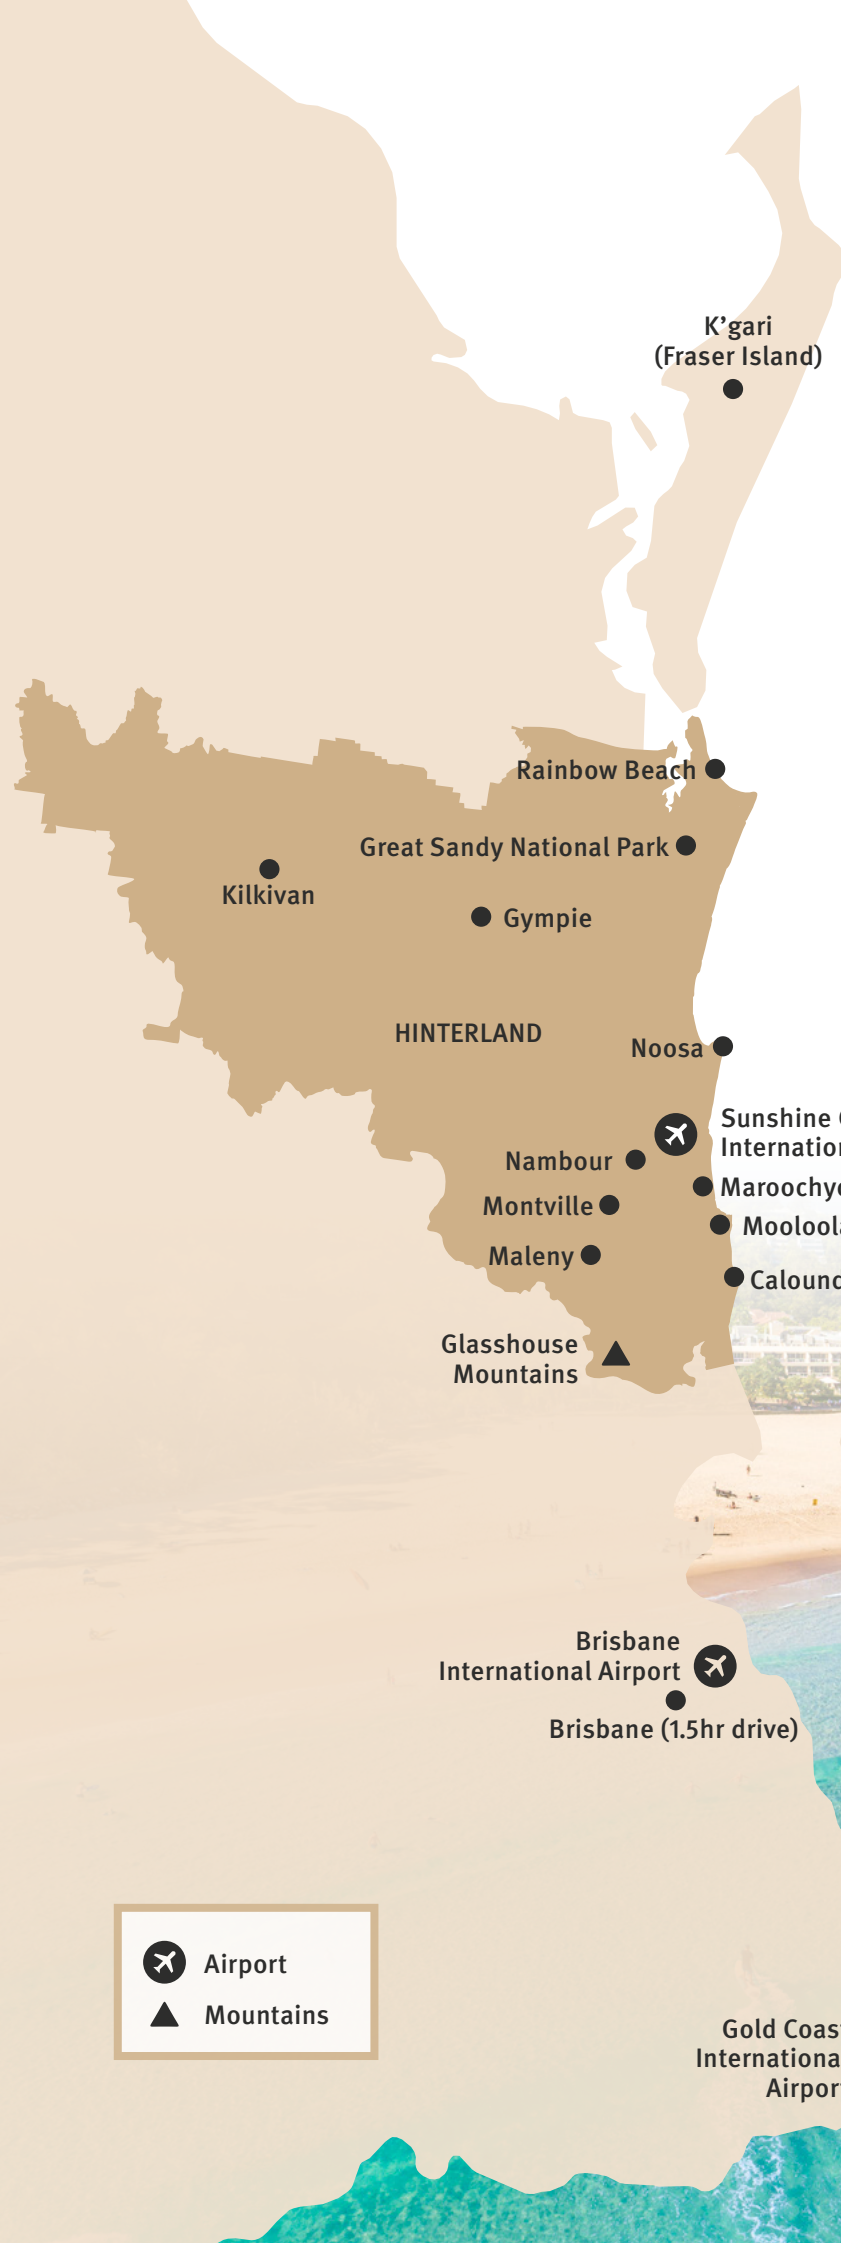 K’gari
(Fraser Island)
Rainbow Beach
Great Sandy National Park
Kilkivan
Gympie
HINTERLAND
Noosa
Sunshine
Nambour
Montville
Maleny
Glasshouse
Mountains
Brisbane
International Airport
Brisbane (1.5hr drive)
Airport
Mountains
Gold